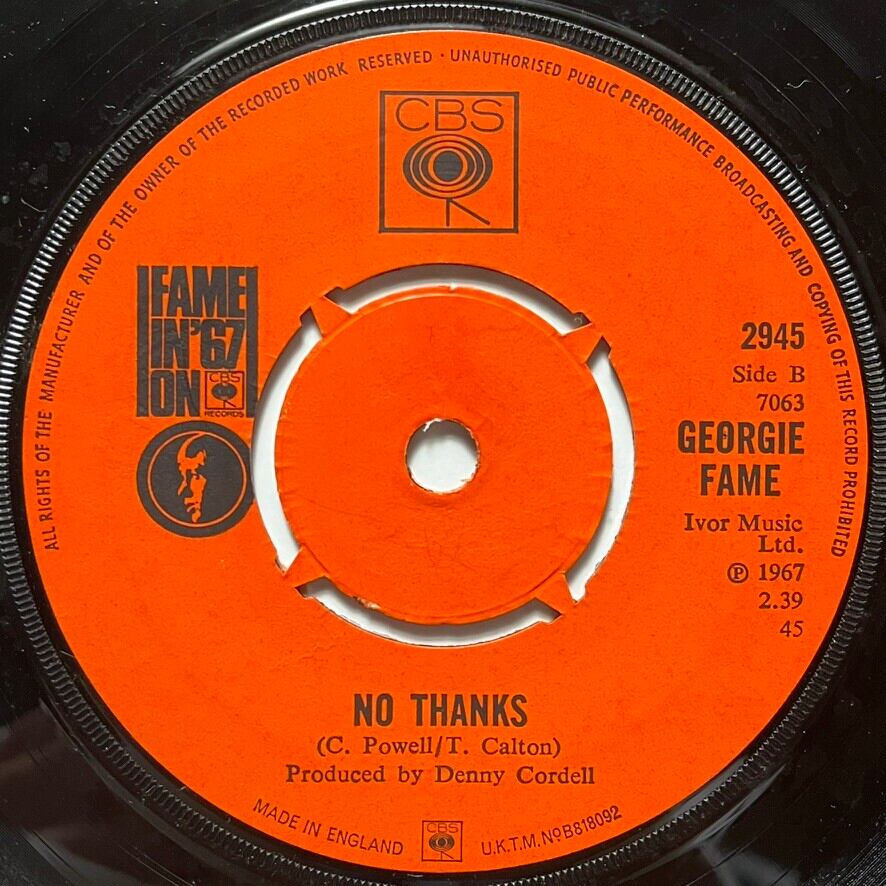 ALL RIGHTS OF THE MANUFACTURER AND OF THE OWNER OF THE RECORDED WORK RESERVED · UNAUTHORISED PUBLIC PERFORMANCE BROADCASTING AND COPYING OF THIS RECORD PROHIBITED
CBS
FAME
IN '67
ON CBS
RECORDS
2945
Side B
7063
GEORGIE
FAME
Ivor Music
Ltd.
℗ 1967
2.39
45
NO THANKS
(C. Powell/T. Calton)
Produced by Denny Cordell
MADE IN ENGLAND
CBS
U.K.T.M. Nº B818092